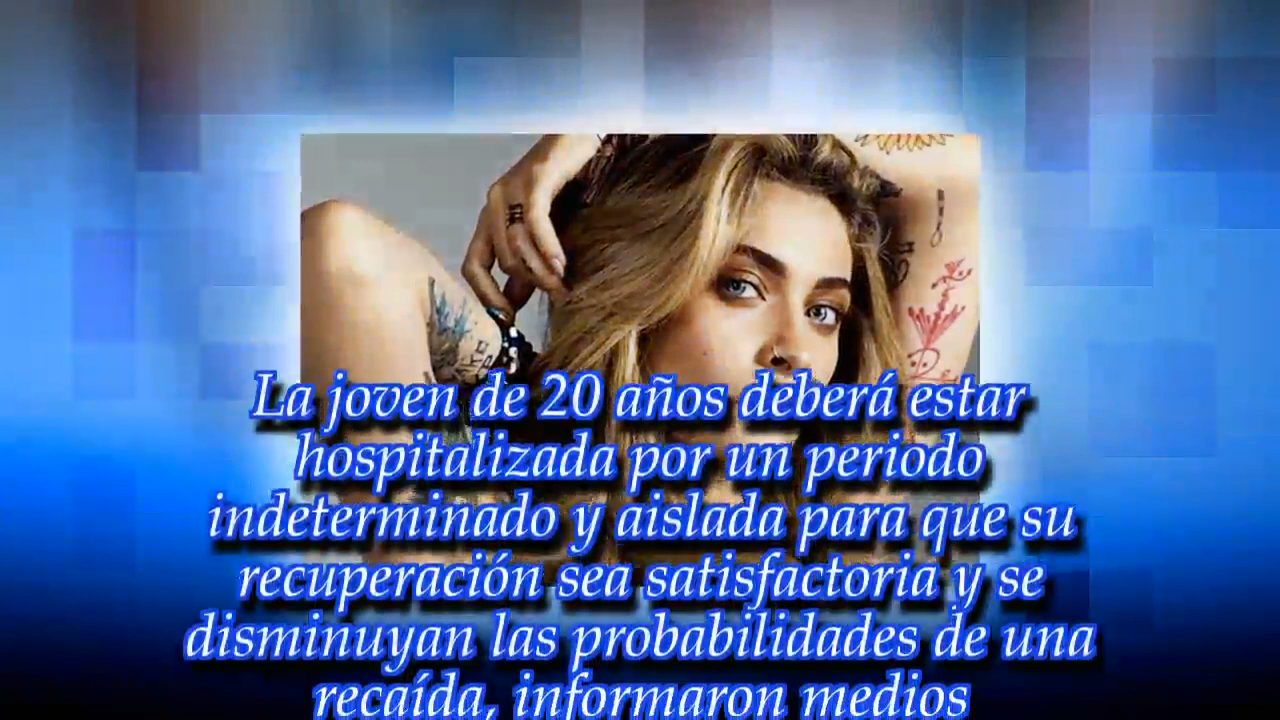 La joven de 20 años deberá estar
hospitalizada por un periodo
indeterminado y aislada para que su
recuperación sea satisfactoria y se
disminuyan las probabilidades de una
recaída, informaron medios